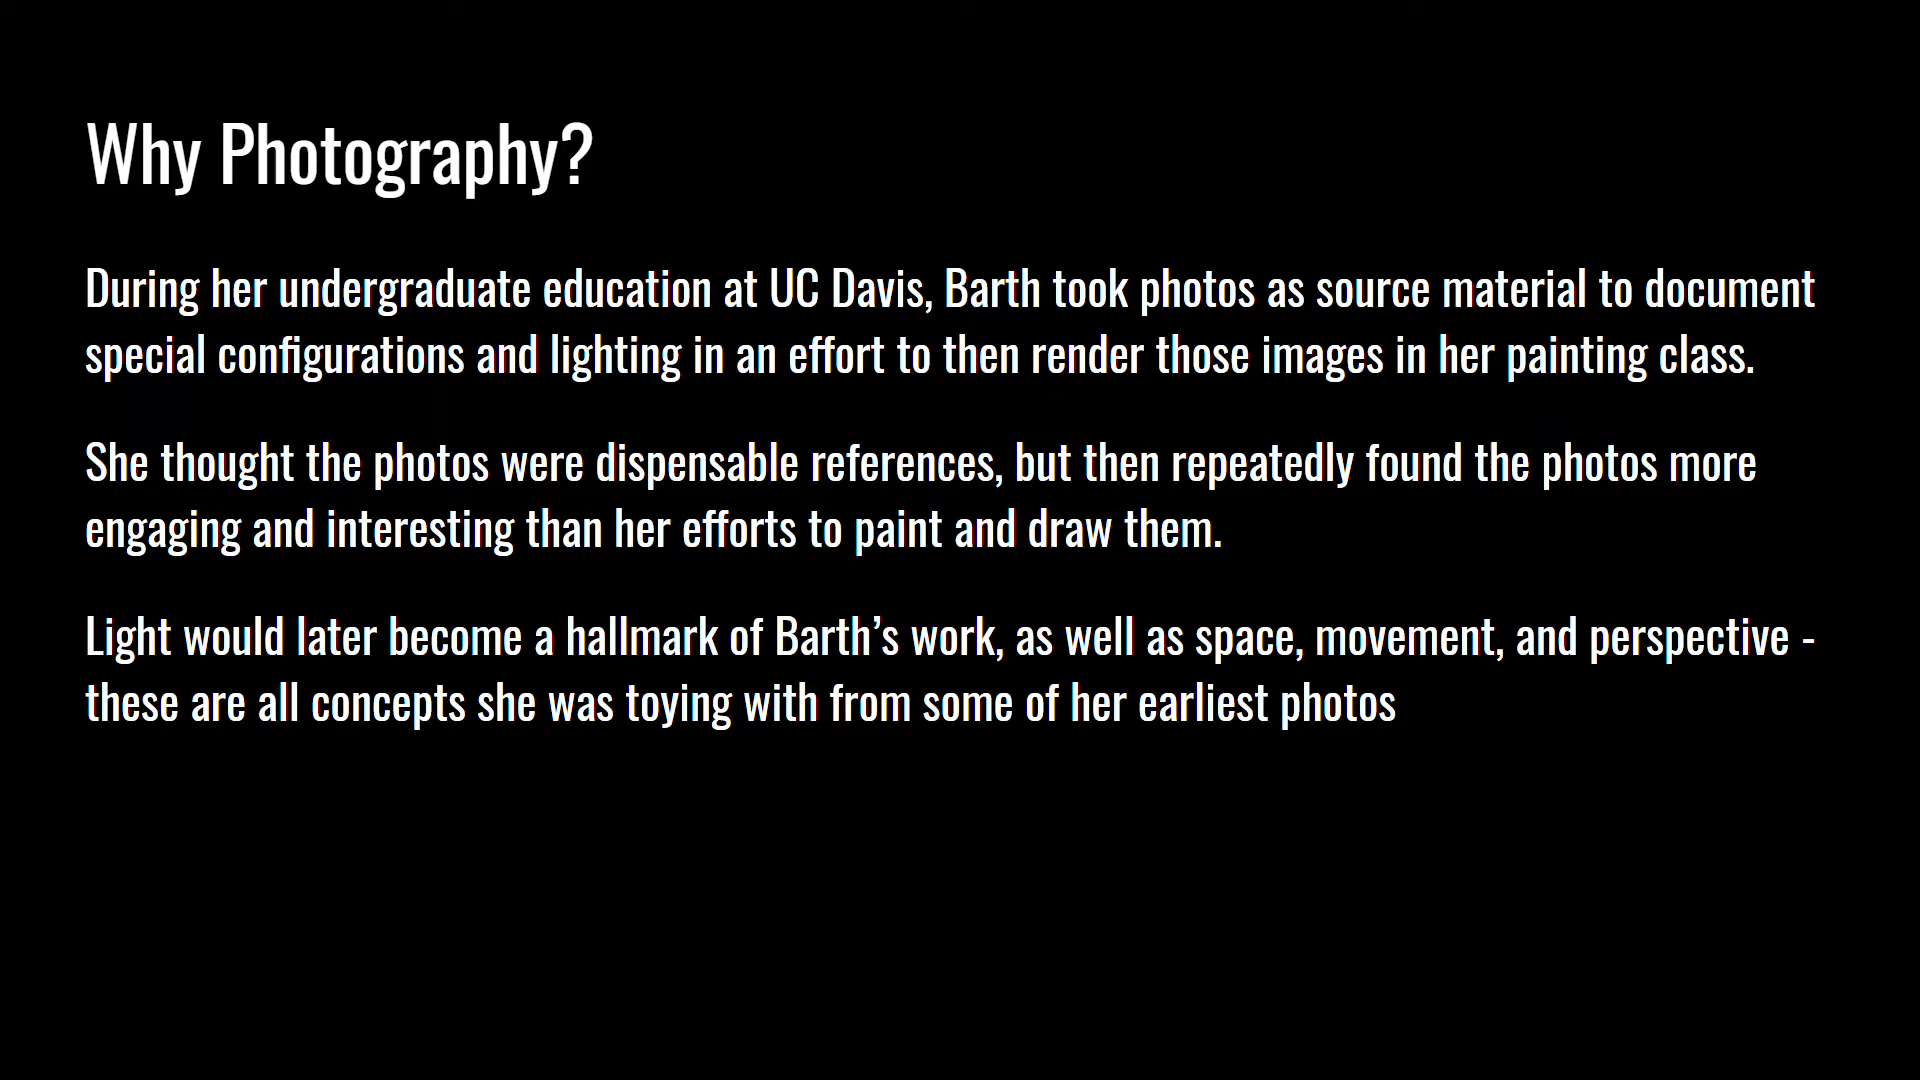 Why Photography?
During her undergraduate education at UC Davis, Barth took photos as source material to document
special configurations and lighting in an effort to then render those images in her painting class.
She thought the photos were dispensable references, but then repeatedly found the photos more
engaging and interesting than her efforts to paint and draw them.
Light would later become a hallmark of Barth’s work, as well as space, movement, and perspective -
these are all concepts she was toying with from some of her earliest photos